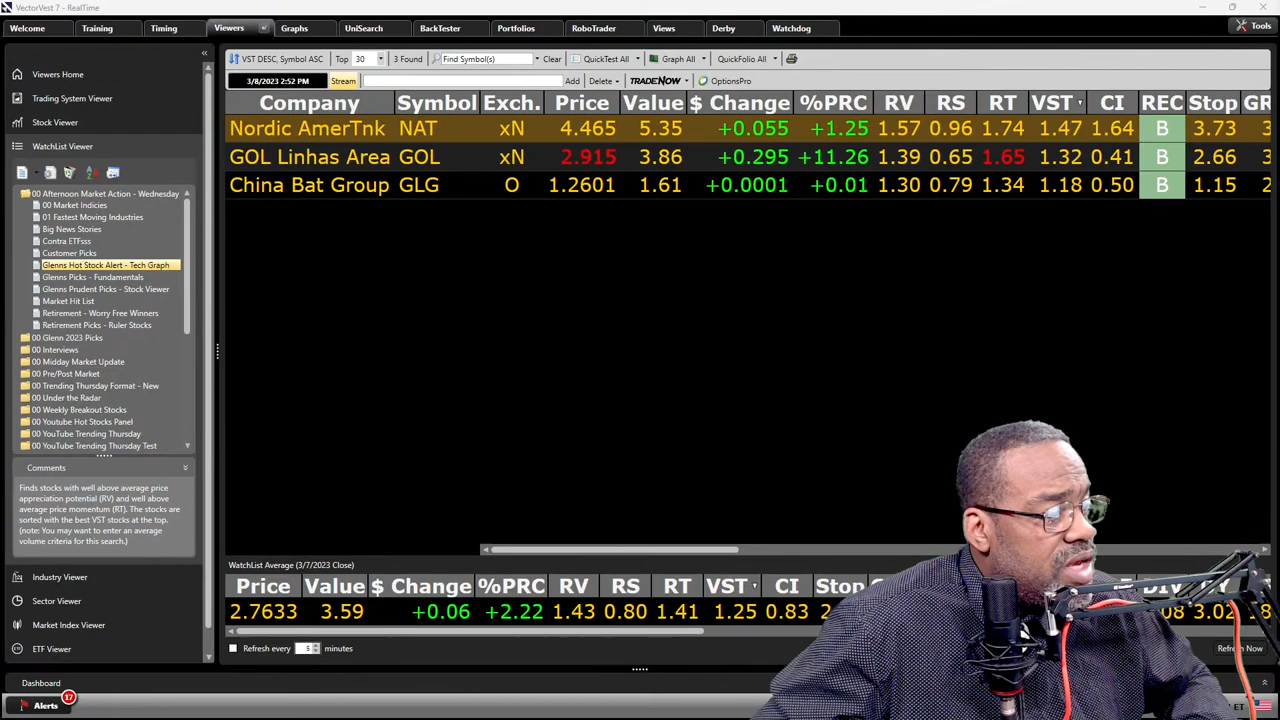 VectorVest 7 - RealTime
Welcome Training Timing Viewers Graphs UniSearch BackTester Portfolios RoboTrader Views Derby Watchdog Tools
VST DESC, Symbol ASC Top 30 3 Found Find Symbol(s) Clear QuickTest All Graph All QuickFolio All
3/8/2023 2:52 PM Stream Add Delete TRADENOW OptionsPro
Viewers Home
Trading System Viewer
Stock Viewer
WatchList Viewer
00 Afternoon Market Action - Wednesday
00 Market Indicies
01 Fastest Moving Industries
Big News Stories
Contra ETFsss
Customer Picks
Glenns Hot Stock Alert - Tech Graph
Glenns Picks - Fundamentals
Glenns Prudent Picks - Stock Viewer
Market Hit List
Retirement - Worry Free Winners
Retirement Picks - Ruler Stocks
00 Glenn 2023 Picks
00 Interviews
00 Midday Market Update
00 Pre/Post Market
00 Trending Thursday Format - New
00 Under the Radar
00 Weekly Breakout Stocks
00 Youtube Hot Stocks Panel
00 YouTube Trending Thursday
00 YouTube Trending Thursday Test
Comments
Finds stocks with well above average price
appreciation potential (RV) and well above
average price momentum (RT). The stocks are
sorted with the best VST stocks at the top.
(note: You may want to enter an average
volume criteria for this search.)
Industry Viewer
Sector Viewer
Market Index Viewer
ETF Viewer
Company Symbol Exch. Price Value $ Change %PRC RV RS RT VST CI REC Stop GR
Nordic AmerTnk NAT xN 4.465 5.35 +0.055 +1.25 1.57 0.96 1.74 1.47 1.64 B 3.73 3
GOL Linhas Area GOL xN 2.915 3.86 +0.295 +11.26 1.39 0.65 1.65 1.32 0.41 B 2.66 3
China Bat Group GLG O 1.2601 1.61 +0.0001 +0.01 1.30 0.79 1.34 1.18 0.50 B 1.15 2
WatchList Average (3/7/2023 Close)
Price Value $ Change %PRC RV RS RT VST CI Stop
2.7633 3.59 +0.06 +2.22 1.43 0.80 1.41 1.25 0.83 2
Refresh every 5 minutes
Dashboard
Alerts 17
ET